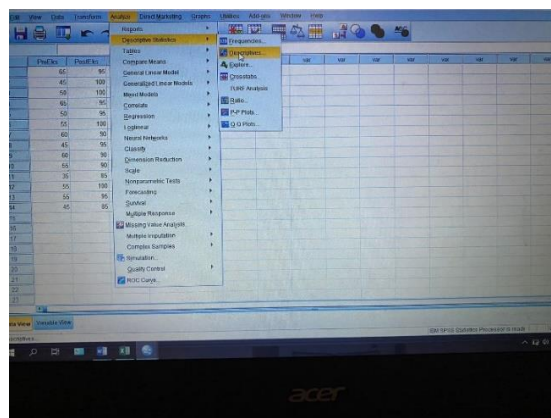 Edit View Data Transform Analyze Direct Marketing Graphs Utilities Add-ons Window Help
Reports
Descriptive Statistics
Tables
Compare Means
General Linear Model
Generalized Linear Models
Mixed Models
Correlate
Regression
Loglinear
Neural Networks
Classify
Dimension Reduction
Scale
Nonparametric Tests
Forecasting
Survival
Multiple Response
Missing Value Analysis...
Multiple Imputation
Complex Samples
Simulation...
Quality Control
ROC Curve...
Frequencies...
Descriptives...
Explore...
Crosstabs...
TURF Analysis
Ratio...
P-P Plots...
Q-Q Plots...
var var var var var var var
PreEks PostEks
65 95
45 100
50 100
65 95
50 95
55 100
60 90
45 95
60 90
55 90
35 85
55 100
55 95
45 85
Data View Variable View
IBM SPSS Statistics Processor is ready
acer